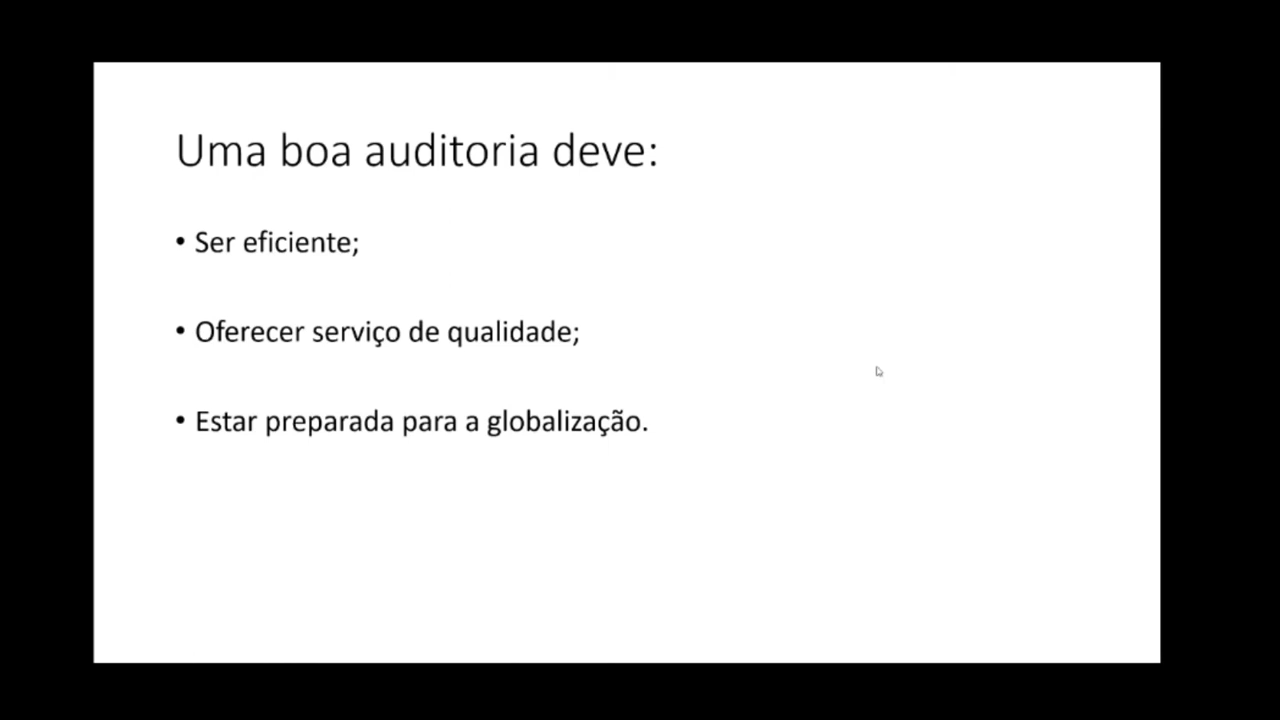 Uma boa auditoria deve:
• Ser eficiente;
• Oferecer serviço de qualidade;
• Estar preparada para a globalização.